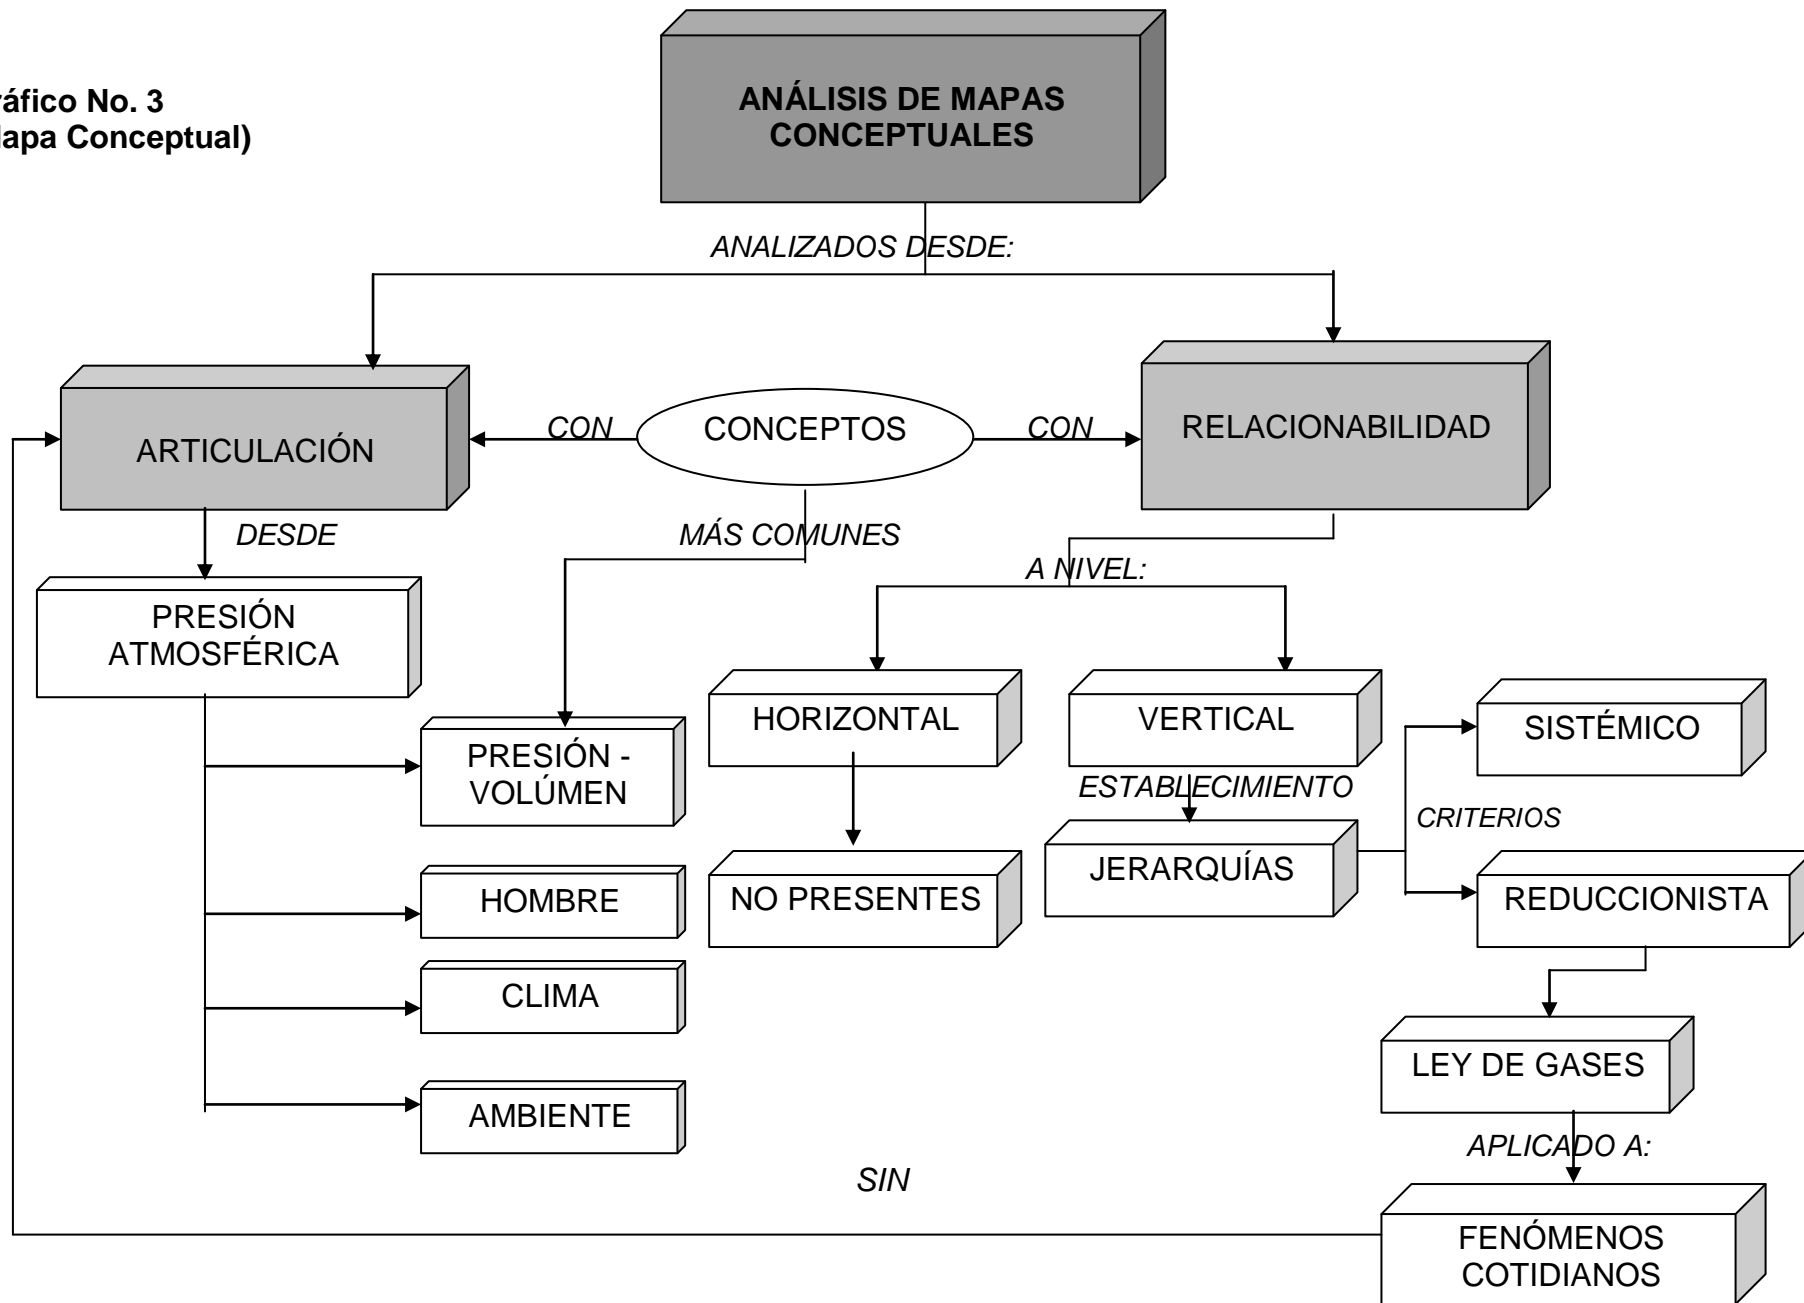 ráfico No. 3
apa Conceptual)
ANÁLISIS DE MAPAS
CONCEPTUALES
ANALIZADOS DESDE:
ARTICULACIÓN
CON
CONCEPTOS
CON
RELACIONABILIDAD
DESDE
MÁS COMUNES
A NIVEL:
PRESIÓN
ATMOSFÉRICA
PRESIÓN -
VOLÚMEN
HORIZONTAL
VERTICAL
SISTÉMICO
ESTABLECIMIENTO
CRITERIOS
HOMBRE
NO PRESENTES
JERARQUÍAS
REDUCCIONISTA
CLIMA
LEY DE GASES
AMBIENTE
APLICADO A:
SIN
FENÓMENOS
COTIDIANOS